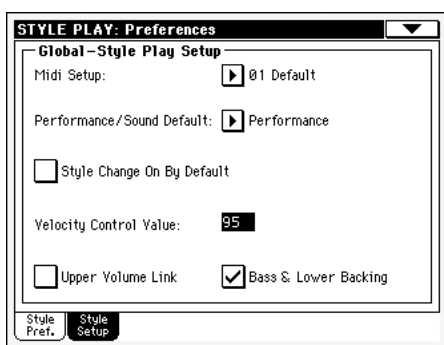 STYLE PLAY: Preferences
Global-Style Play Setup
Midi Setup: 01 Default
Performance/Sound Default: Performance
Style Change On By Default
Velocity Control Value: 95
Upper Volume Link Bass & Lower Backing
Style Pref. Style Setup